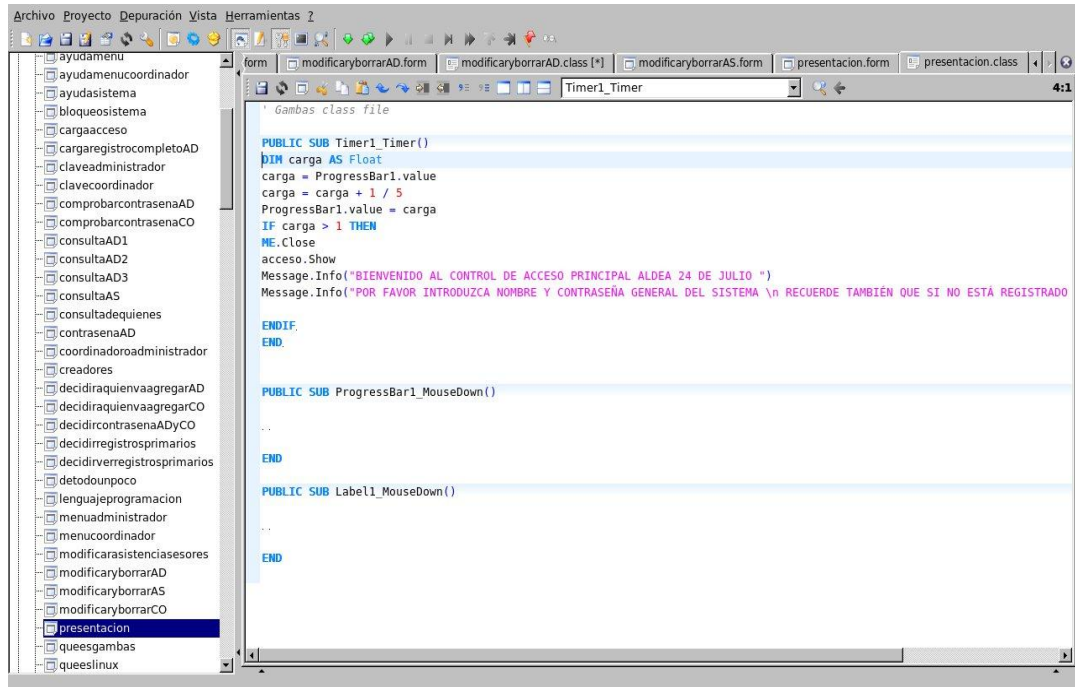 Archivo Proyecto Depuración Vista Herramientas ?
ayudamenu
ayudamenucoordinador
ayudasistema
bloqueosistema
cargaacceso
cargaregistrocompletoAD
claveadministrador
clavecoordinador
comprobarcontrasenaAD
comprobarcontrasenaCO
consultaAD1
consultaAD2
consultaAD3
consultaAS
consultadequienes
contrasenaAD
coordinadoroadministrador
creadores
decidiraquienvaagregarAD
decidiraquienvaagregarCO
decidircontrasenaADyCO
decidirregistrosprimarios
decidirverregistrosprimarios
detodounpoco
lenguajeprogramacion
menuadministrador
menucoordinador
modificarasistenciasesores
modificaryborrarAD
modificaryborrarAS
modificaryborrarCO
presentacion
queesgambas
queeslinux
form modificaryborrarAD.form modificaryborrarAD.class [*] modificaryborrarAS.form presentacion.form presentacion.class
Timer1_Timer 4:1
' Gambas class file
PUBLIC SUB Timer1_Timer()
DIM carga AS Float
carga = ProgressBar1.value
carga = carga + 1 / 5
ProgressBar1.value = carga
IF carga > 1 THEN
ME.Close
acceso.Show
Message.Info("BIENVENIDO AL CONTROL DE ACCESO PRINCIPAL ALDEA 24 DE JULIO ")
Message.Info("POR FAVOR INTRODUZCA NOMBRE Y CONTRASEÑA GENERAL DEL SISTEMA \n RECUERDE TAMBIÉN QUE SI NO ESTÁ REGISTRADO
ENDIF
END
PUBLIC SUB ProgressBar1_MouseDown()
END
PUBLIC SUB Label1_MouseDown()
END